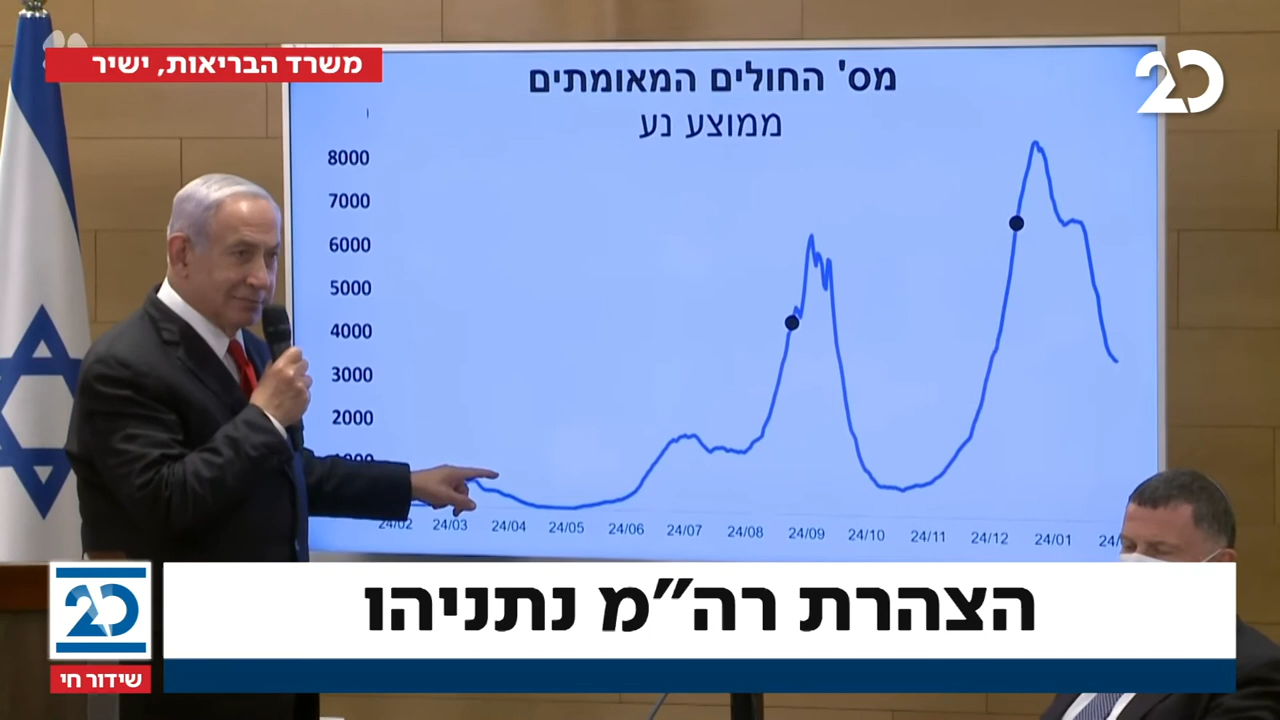 משרד הבריאות, ישיר
20
מס' החולים המאומתים
ממוצע נע
8000
7000
6000
5000
4000
3000
2000
1000
24/02 24/03 24/04 24/05 24/06 24/07 24/08 24/09 24/10 24/11 24/12 24/01
20
הצהרת רה"מ נתניהו
שידור חי